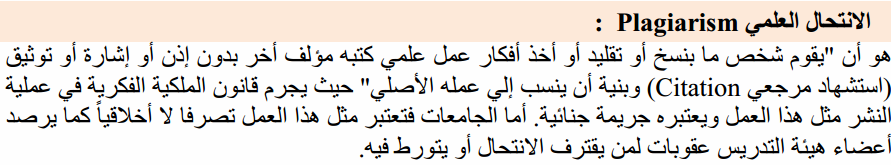 الانتحال العلمي Plagiarism :
هو أن "يقوم شخص ما بنسخ أو تقليد أو أخذ أفكار عمل علمي كتبه مؤلف أخر بدون إذن أو إشارة أو توثيق
(استشهاد مرجعي Citation) وبنية أن ينسب إلي عمله الأصلي" حيث يجرم قانون الملكية الفكرية في عملية
النشر مثل هذا العمل ويعتبره جريمة جنائية. أما الجامعات فتعتبر مثل هذا العمل تصرفا لا أخلاقياً كما يرصد
أعضاء هيئة التدريس عقوبات لمن يقترف الانتحال أو يتورط فيه.